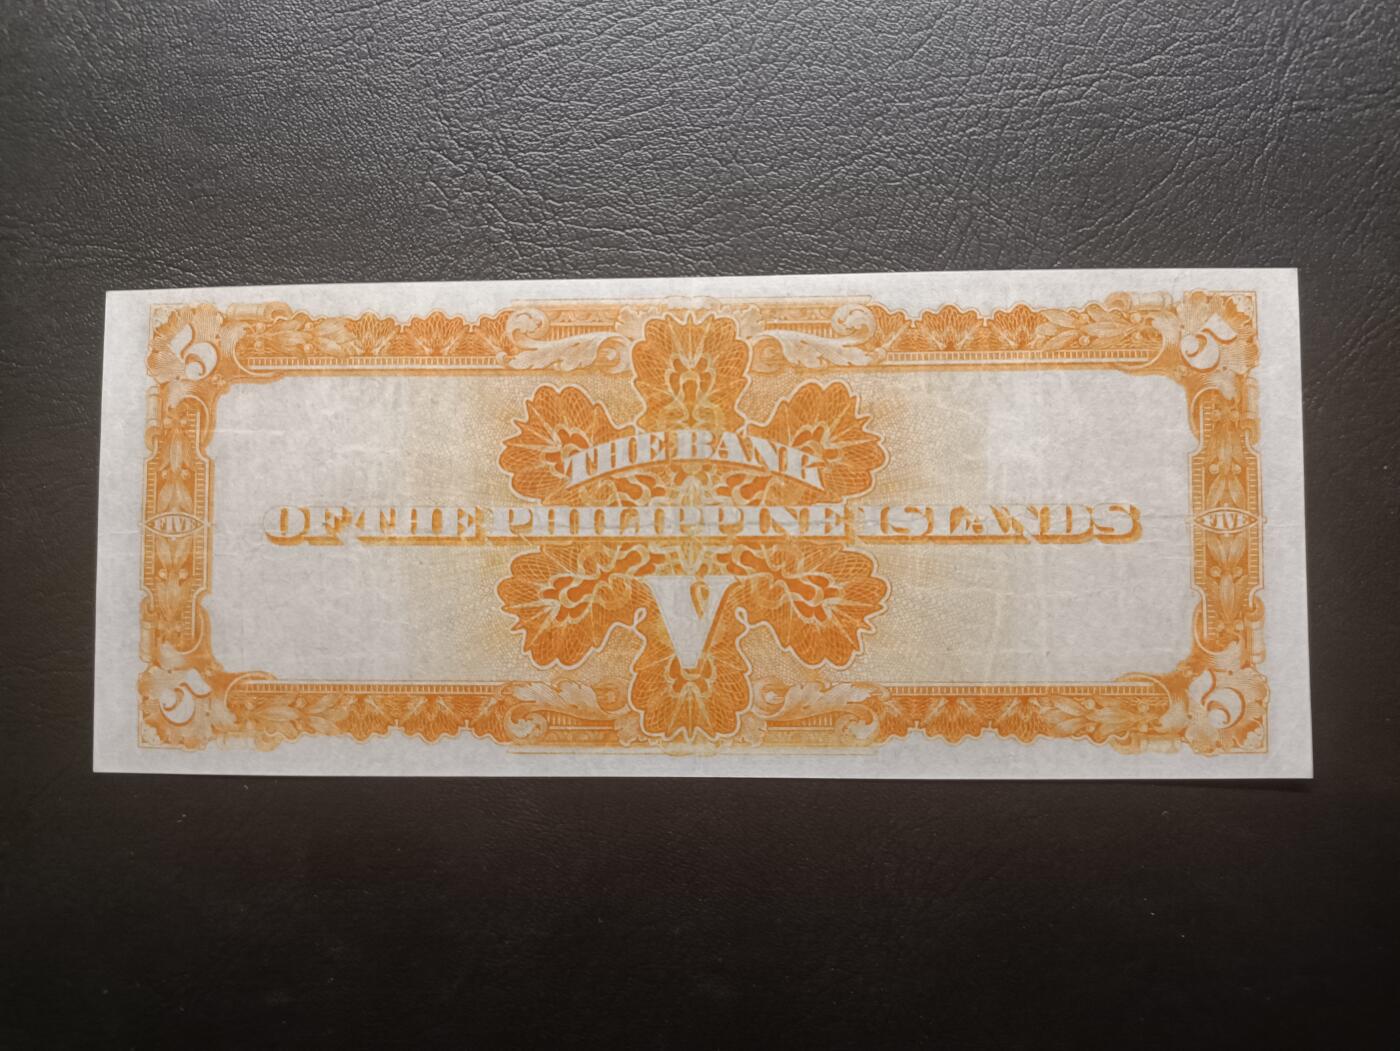 5 5
THE BANK
OF THE PHILIPPINE ISLANDS
FIVE FIVE
V
5 5